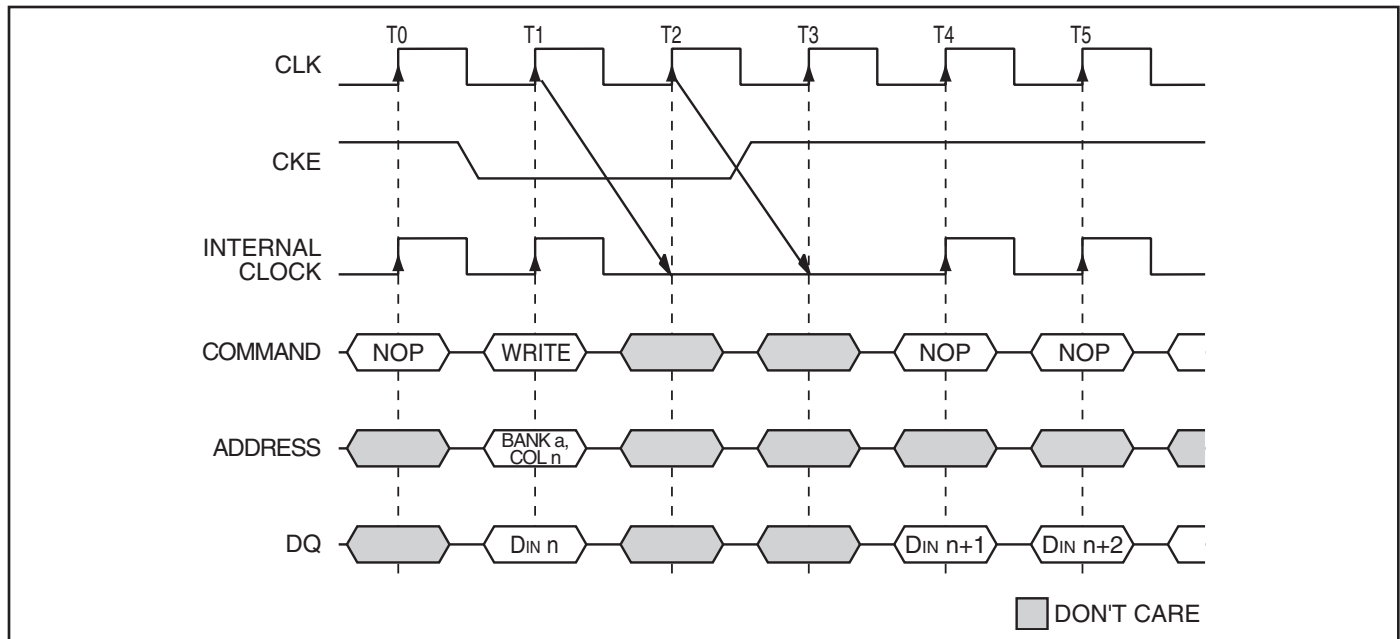 T0 T1 T2 T3 T4 T5
CLK
CKE
INTERNAL
CLOCK
COMMAND NOP WRITE NOP NOP
ADDRESS BANK a,
COL n
DQ DIN n DIN n+1 DIN n+2
DON'T CARE